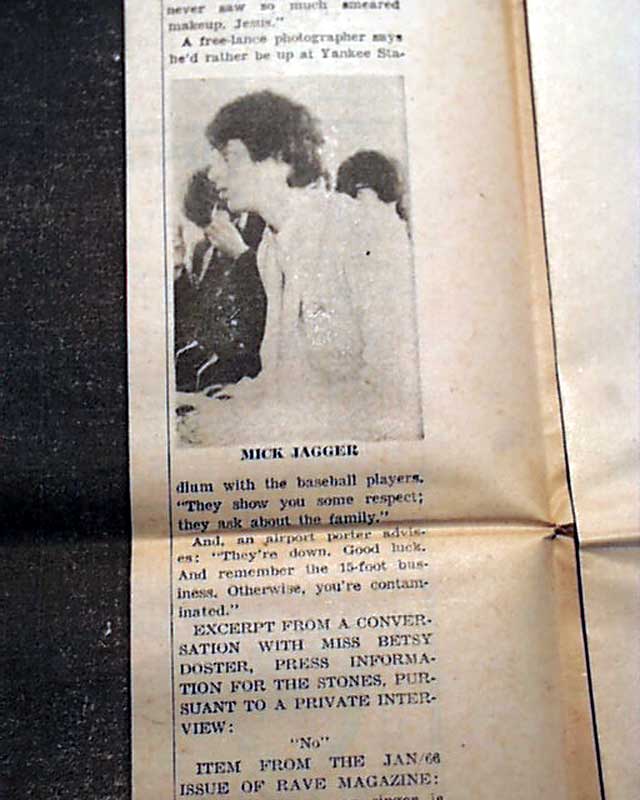 never saw so much smeared
makeup. Jesus."
A free-lance photographer says
he'd rather be up at Yankee Sta-
MICK JAGGER
dium with the baseball players.
"They show you some respect;
they ask about the family."
And, an airport porter advis-
es: "They're down. Good luck.
And remember the 15-foot bus-
iness. Otherwise, you're contam-
inated."
EXCERPT FROM A CONVER-
SATION WITH MISS BETSY
DOSTER, PRESS INFORMA-
TION FOR THE STONES, PUR-
SUANT TO A PRIVATE INTER-
VIEW:
"No"
ITEM FROM THE JAN/66
ISSUE OF RAVE MAGAZINE:
singer is